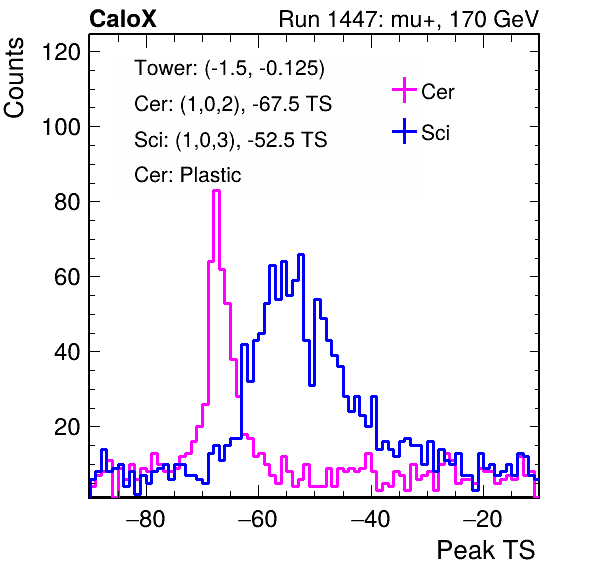 CaloX Run 1447: mu+, 170 GeV
Counts
120
100
80
60
40
20
Tower: (-1.5, -0.125)
Cer: (1,0,2), -67.5 TS
Sci: (1,0,3), -52.5 TS
Cer: Plastic
Cer
Sci
−80 −60 −40 −20
Peak TS